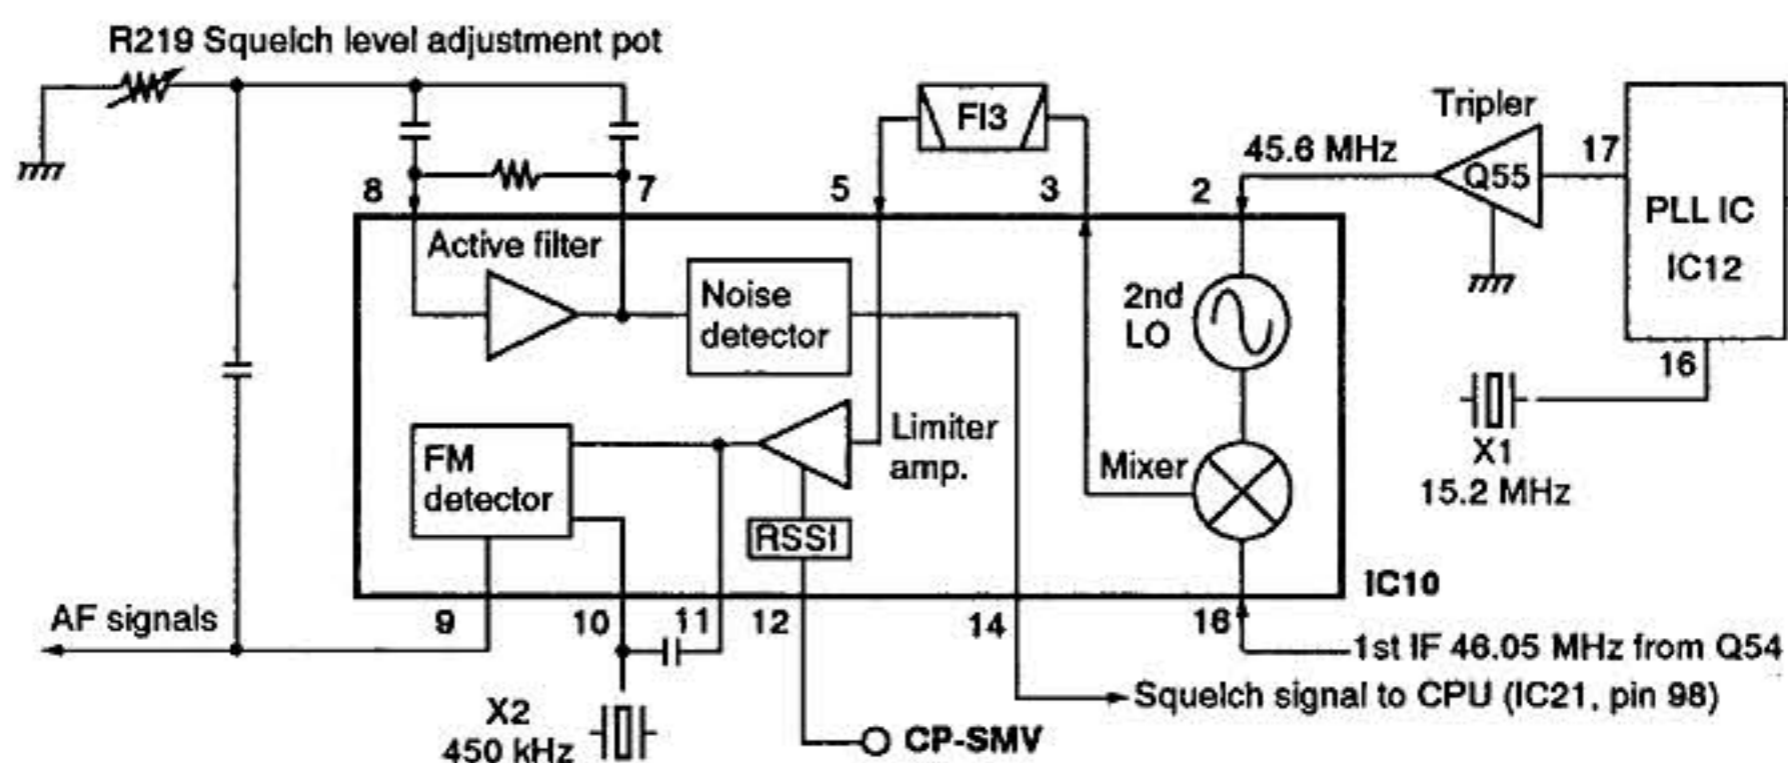 R219 Squelch level adjustment pot
FI3
Tripler
45.6 MHz
Q55
17
PLL IC
IC12
16
X1
15.2 MHz
8
7
5
3
2
Active filter
Noise
detector
2nd
LO
FM
detector
Limiter
amp.
Mixer
RSSI
IC10
AF signals
9
10
11
12
14
16
1st IF 46.05 MHz from Q54
Squelch signal to CPU (IC21, pin 98)
X2
450 kHz
CP-SMV